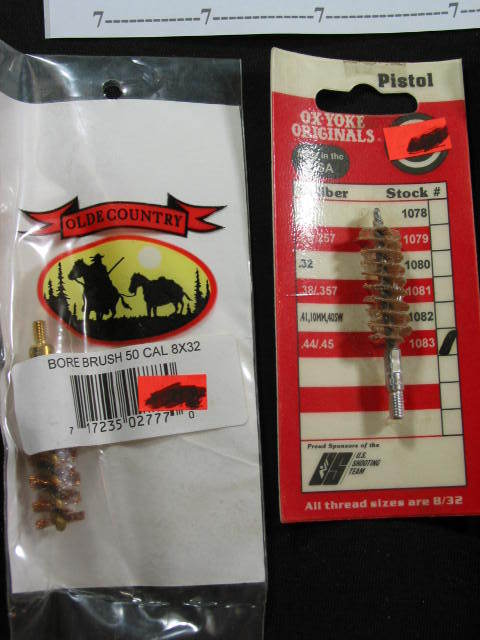 7------------7------------7------------7
OLDE COUNTRY
BORE BRUSH 50 CAL 8X32
7 17235 02777 0
Pistol
OX-YOKE
ORIGINALS
in the
Stock #
1078
.257 1079
.32 1080
.38/.357 1081
.41,10MM,40SW 1082
.44/.45 1083
Proud Sponsors of the
U.S.
SHOOTING
TEAM
All thread sizes are 8/32